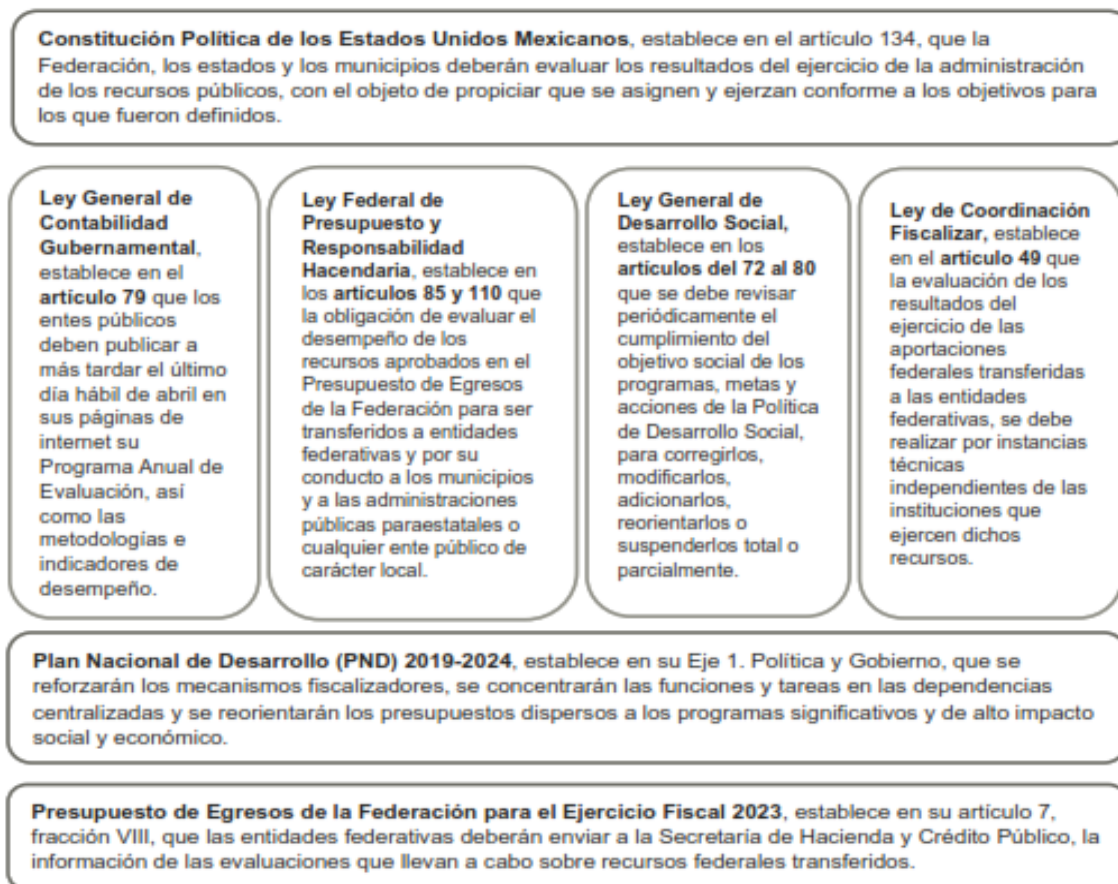 Constitución Política de los Estados Unidos Mexicanos, establece en el artículo 134, que la
Federación, los estados y los municipios deberán evaluar los resultados del ejercicio de la administración
de los recursos públicos, con el objeto de propiciar que se asignen y ejerzan conforme a los objetivos para
los que fueron definidos.
Ley General de
Contabilidad
Gubernamental,
establece en el
artículo 79 que los
entes públicos
deben publicar a
más tardar el último
día hábil de abril en
sus páginas de
internet su
Programa Anual de
Evaluación, así
como las
metodologías e
indicadores de
desempeño.
Ley Federal de
Presupuesto y
Responsabilidad
Hacendaria, establece en
los artículos 85 y 110 que
la obligación de evaluar el
desempeño de los
recursos aprobados en el
Presupuesto de Egresos
de la Federación para ser
transferidos a entidades
federativas y por su
conducto a los municipios
y a las administraciones
públicas paraestatales o
cualquier ente público de
carácter local.
Ley General de
Desarrollo Social,
establece en los
artículos del 72 al 80
que se debe revisar
periódicamente el
cumplimiento del
objetivo social de los
programas, metas y
acciones de la Política
de Desarrollo Social,
para corregirlos,
modificarlos,
adicionarlos,
reorientarlos o
suspenderlos total o
parcialmente.
Ley de Coordinación
Fiscalizar, establece
en el artículo 49 que
la evaluación de los
resultados del
ejercicio de las
aportaciones
federales transferidas
a las entidades
federativas, se debe
realizar por instancias
técnicas
independientes de las
instituciones que
ejercen dichos
recursos.
Plan Nacional de Desarrollo (PND) 2019-2024, establece en su Eje 1. Política y Gobierno, que se
reforzarán los mecanismos fiscalizadores, se concentrarán las funciones y tareas en las dependencias
centralizadas y se reorientarán los presupuestos dispersos a los programas significativos y de alto impacto
social y económico.
Presupuesto de Egresos de la Federación para el Ejercicio Fiscal 2023, establece en su artículo 7,
fracción VIII, que las entidades federativas deberán enviar a la Secretaría de Hacienda y Crédito Público, la
información de las evaluaciones que llevan a cabo sobre recursos federales transferidos.